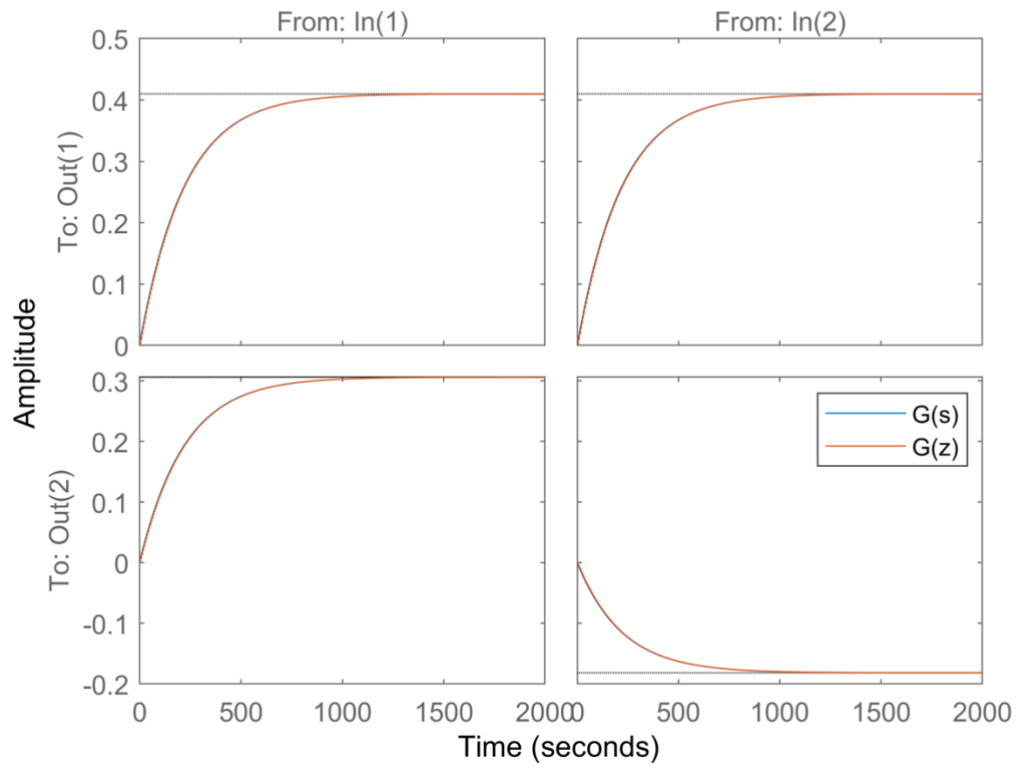 From: In(1)
From: In(2)
Amplitude
To: Out(1)
0.5
0.4
0.3
0.2
0.1
0
To: Out(2)
0.3
0.2
0.1
0
-0.1
-0.2
G(s)
G(z)
0
500
1000
1500
2000
0
500
1000
1500
2000
Time (seconds)